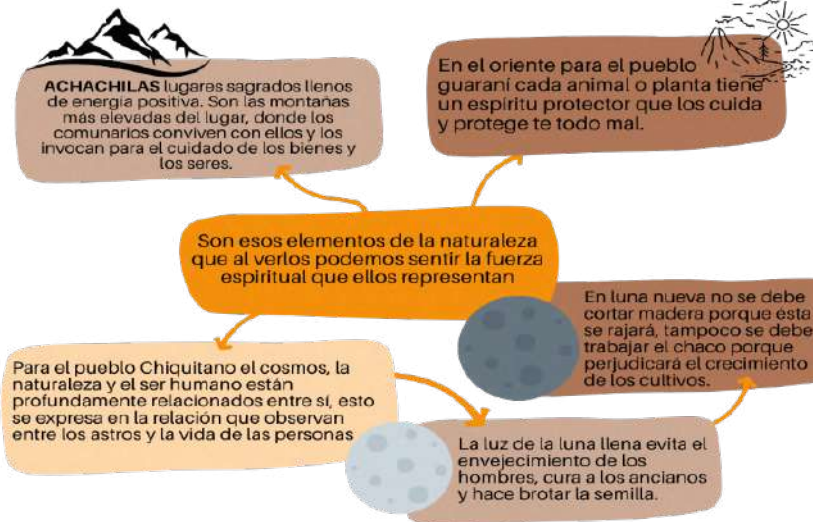 ACHACHILAS lugares sagrados llenos
de energía positiva. Son las montañas
más elevadas del lugar, donde los
comunarios conviven con ellos y los
invocan para el cuidado de los bienes y
los seres.
En el oriente para el pueblo
guaraní cada animal o planta tiene
un espíritu protector que los cuida
y protege te todo mal.
Son esos elementos de la naturaleza
que al verlos podemos sentir la fuerza
espiritual que ellos representan
Para el pueblo Chiquitano el cosmos, la
naturaleza y el ser humano están
profundamente relacionados entre sí, esto
se expresa en la relación que observan
entre los astros y la vida de las personas
La luz de la luna llena evita el
envejecimiento de los
hombres, cura a los ancianos
y hace brotar la semilla.
En luna nueva no se debe
cortar madera porque ésta
se rajará, tampoco se debe
trabajar el chaco porque
perjudicará el crecimiento
de los cultivos.